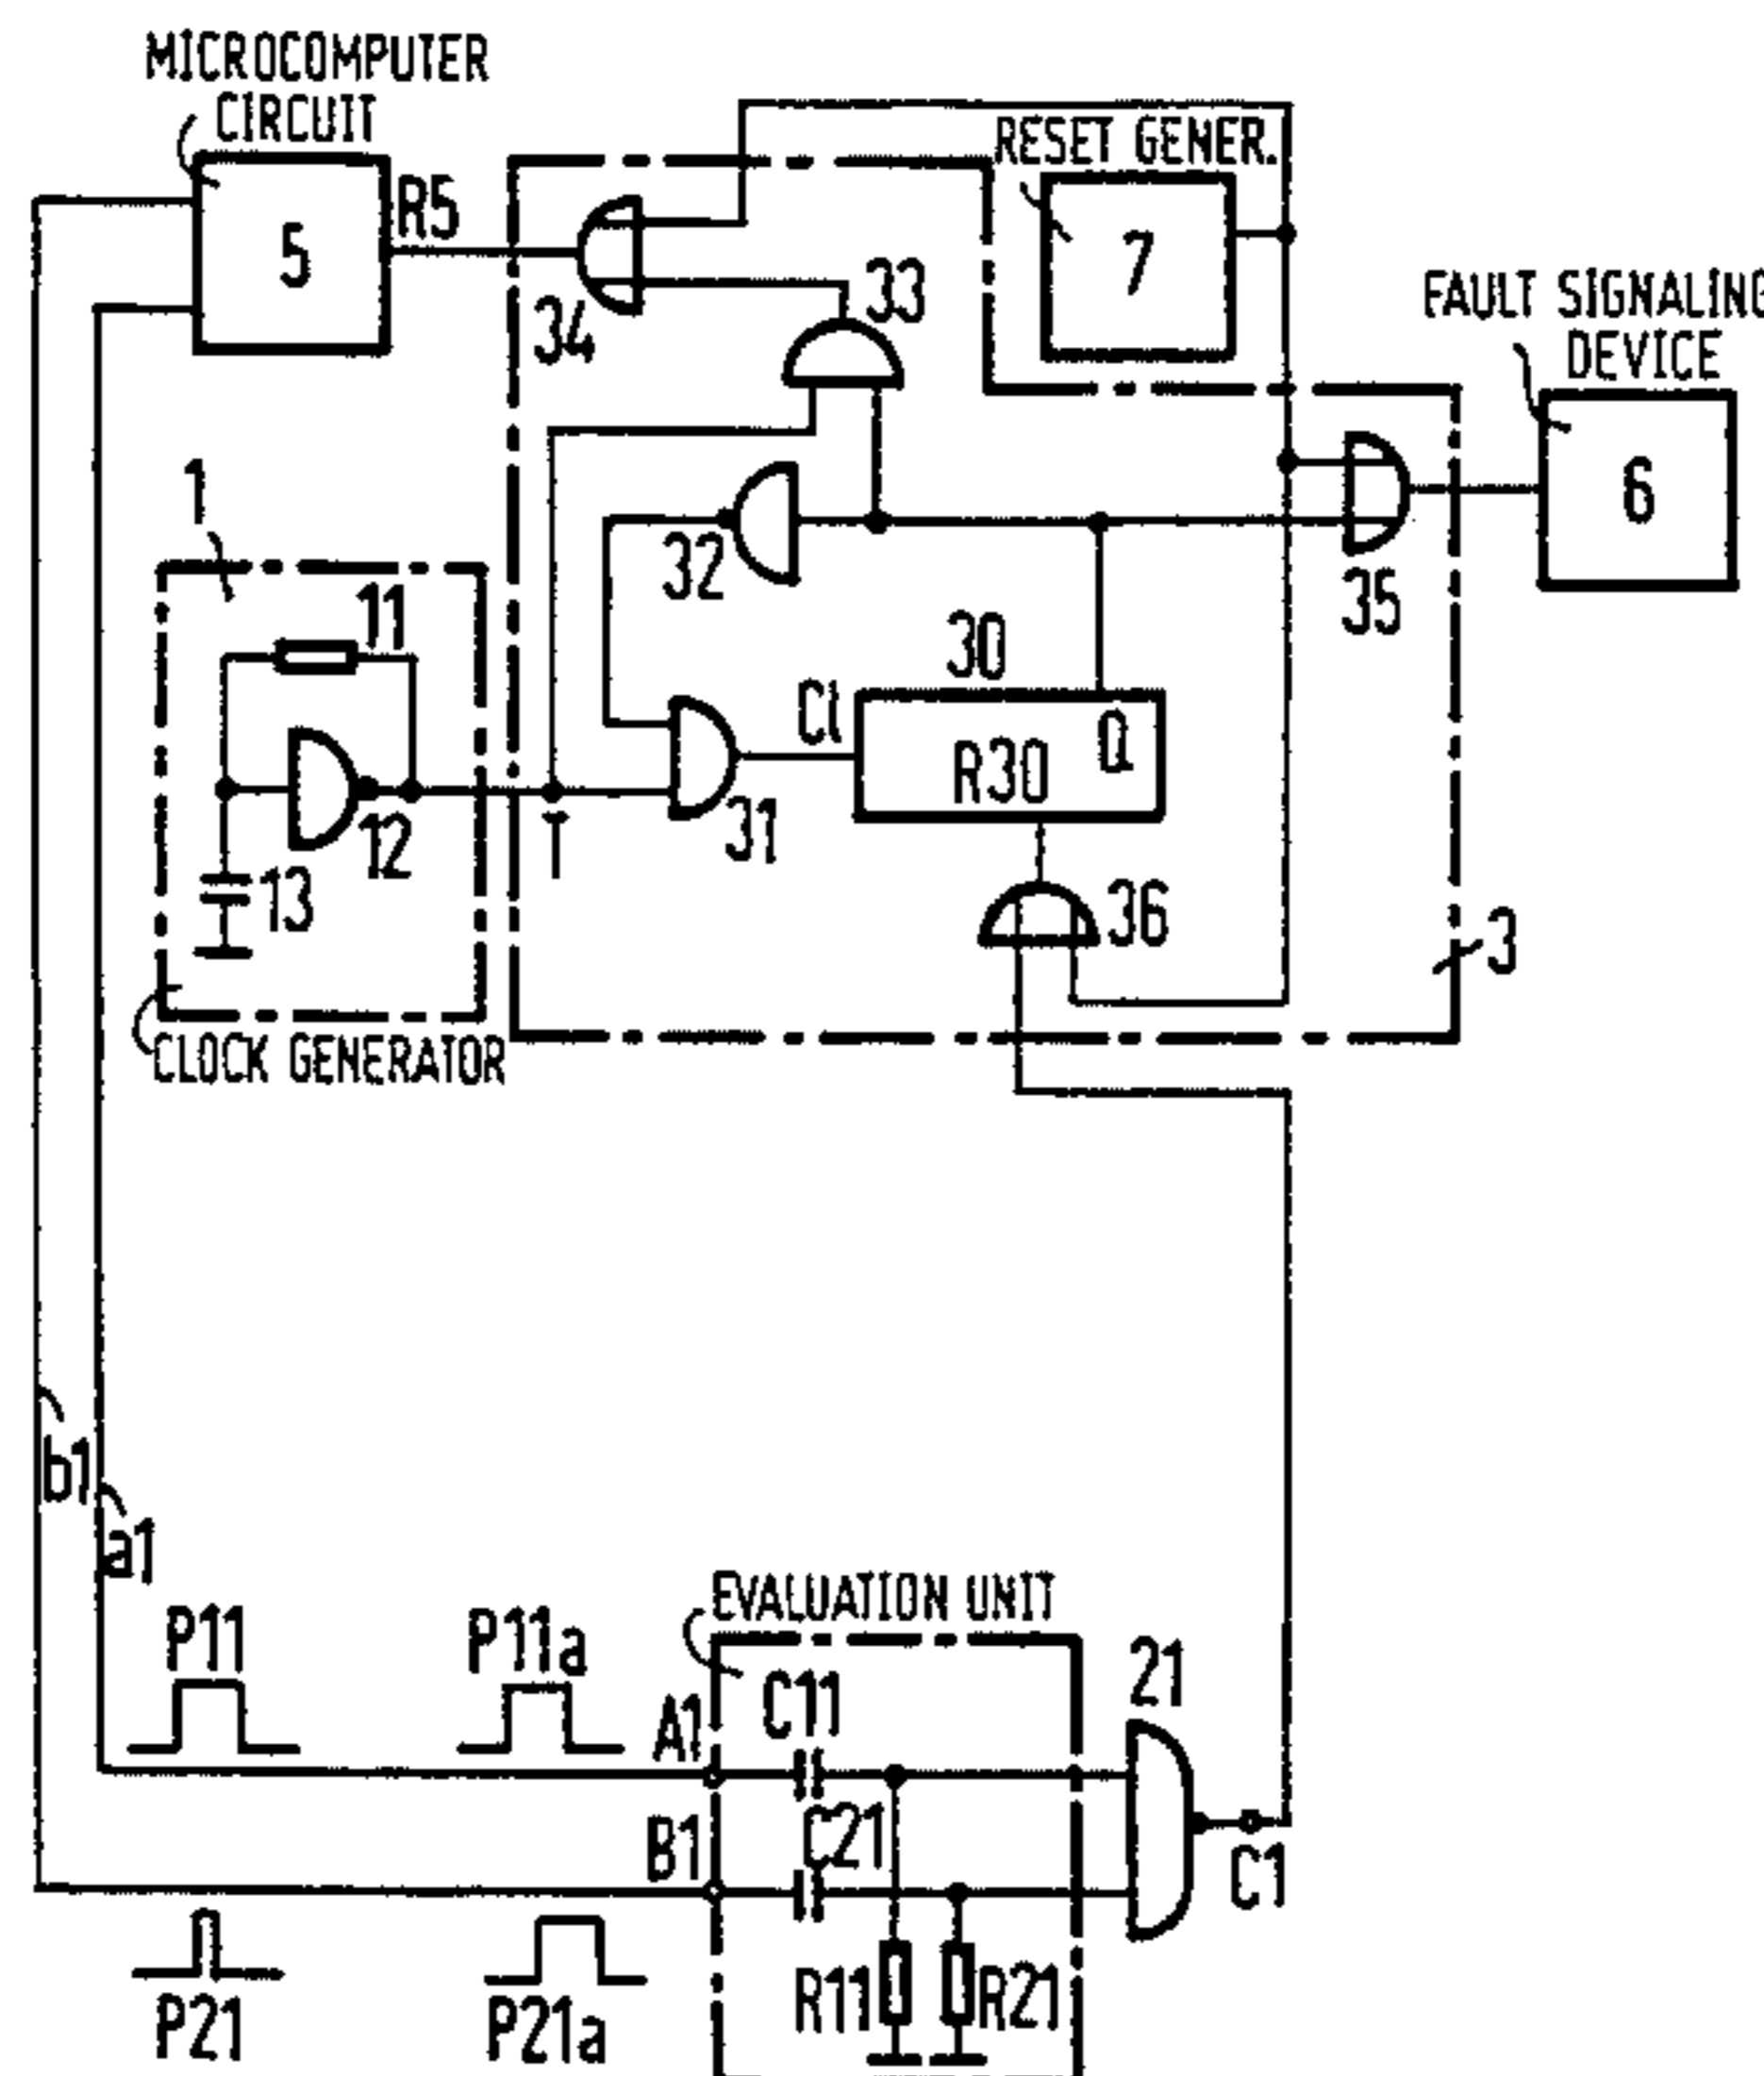 MICROCOMPUTER
CIRCUIT
5
R5
RESET GENER.
7
34
33
FAULT SIGNALING
DEVICE
6
1
11
32
35
30
Cl
Q
R30
31
12
T
13
36
3
CLOCK GENERATOR
b1
a1
P11
P11a
EVALUATION UNIT
A1
C11
21
B1
C21
C1
R11
R21
P21
P21a